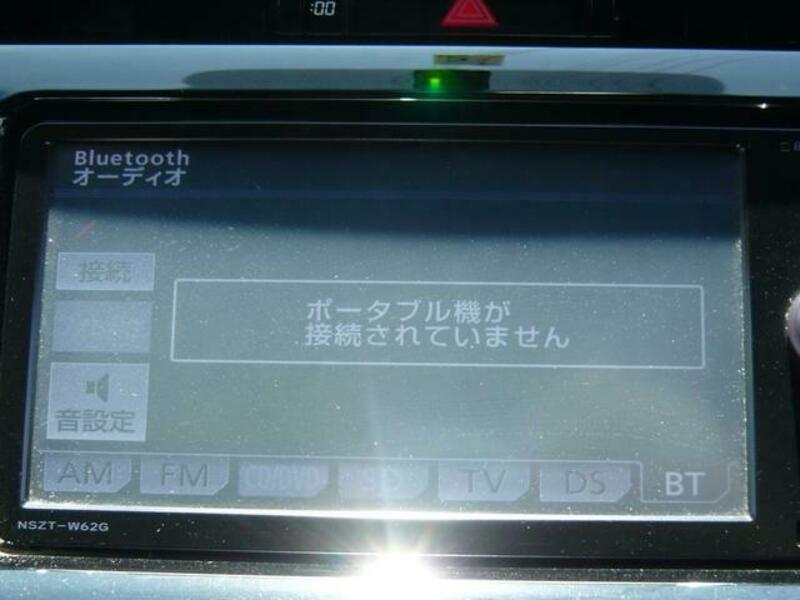 :00
Bluetooth
オーディオ
接続
ポータブル機が
接続されていません
音設定
AM FM CD/DVD SD TV DS BT
NSZT-W62G